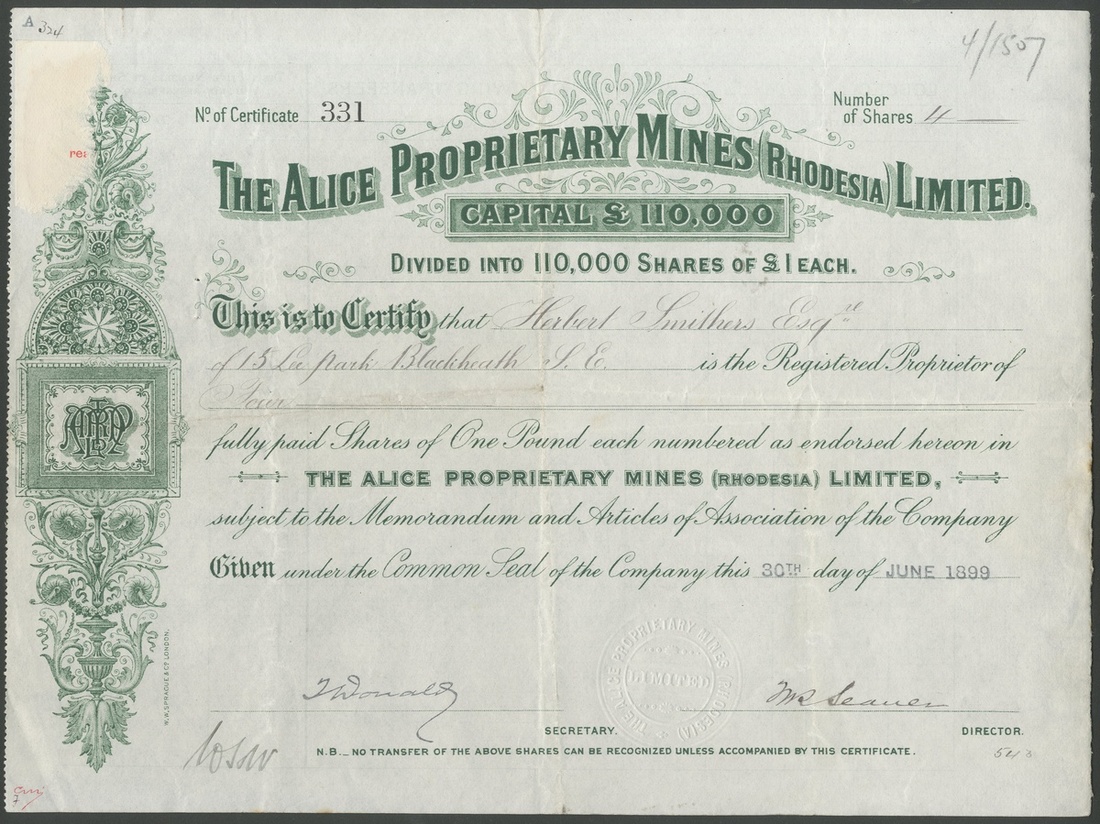 A 324
4/1507
Nº of Certificate 331
Number of Shares 4
THE ALICE PROPRIETARY MINES (RHODESIA) LIMITED.
CAPITAL £ 110,000
DIVIDED INTO 110,000 SHARES OF £1 EACH.
This is to Certify that Herbert Smithers Esqre
of 15 Lee Park Blackheath S.E. is the Registered Proprietor of
Four
fully paid Shares of One Pound each numbered as endorsed hereon in
THE ALICE PROPRIETARY MINES (RHODESIA) LIMITED,
subject to the Memorandum and Articles of Association of the Company
Given under the Common Seal of the Company this 30TH day of JUNE 1899
THE ALICE PROPRIETARY MINES (RHODESIA)
LIMITED
SECRETARY.
DIRECTOR.
N.B._ NO TRANSFER OF THE ABOVE SHARES CAN BE RECOGNIZED UNLESS ACCOMPANIED BY THIS CERTIFICATE.
W.W. SPRAGUE & Co LONDON.